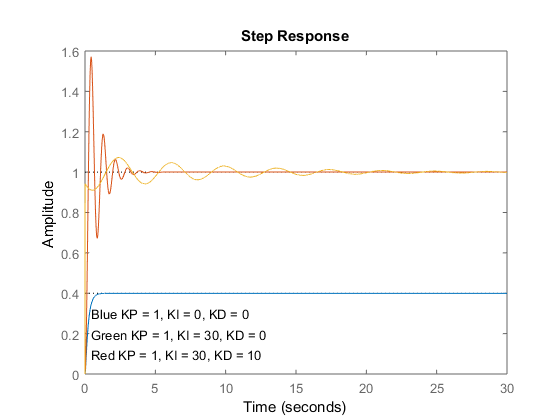 Step Response
1.6
1.4
1.2
1
0.8
0.6
0.4
0.2
0
Amplitude
Blue KP = 1, KI = 0, KD = 0
Green KP = 1, KI = 30, KD = 0
Red KP = 1, KI = 30, KD = 10
0 5 10 15 20 25 30
Time (seconds)